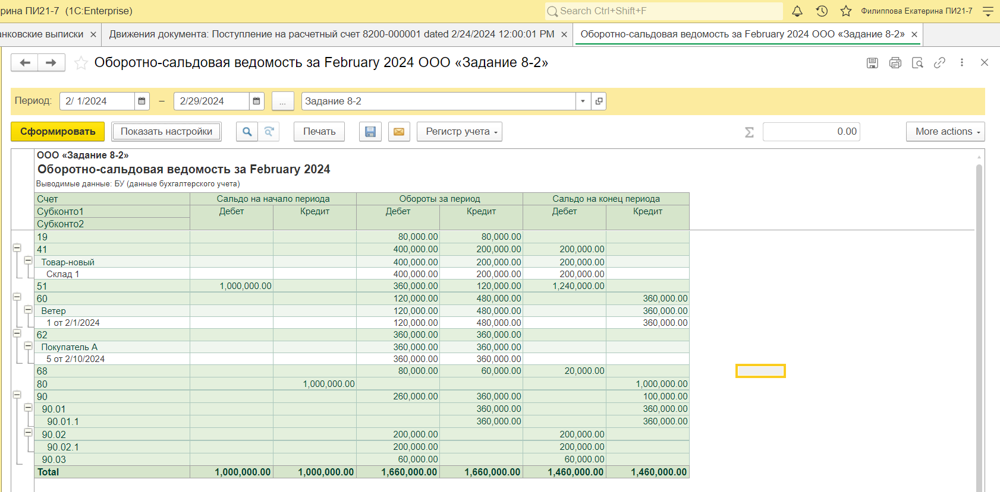 рина ПИ21-7 (1C:Enterprise)
Search Ctrl+Shift+F
Филиппова Екатерина ПИ21-7
анковские выписки ×
Движения документа: Поступление на расчетный счет 8200-000001 dated 2/24/2024 12:00:01 PM ×
Оборотно-сальдовая ведомость за February 2024 ООО «Задание 8-2» ×
Оборотно-сальдовая ведомость за February 2024 ООО «Задание 8-2»
Период: 2/ 1/2024 – 2/29/2024 ... Задание 8-2
Сформировать Показать настройки Печать Регистр учета Σ 0.00 More actions
ООО «Задание 8-2»
Оборотно-сальдовая ведомость за February 2024
Выводимые данные: БУ (данные бухгалтерского учета)
Счет Сальдо на начало периода Обороты за период Сальдо на конец периода
Субконто1 Дебет Кредит Дебет Кредит Дебет Кредит
Субконто2
19 80,000.00 80,000.00
41 400,000.00 200,000.00 200,000.00
Товар-новый 400,000.00 200,000.00 200,000.00
Склад 1 400,000.00 200,000.00 200,000.00
51 1,000,000.00 360,000.00 120,000.00 1,240,000.00
60 120,000.00 480,000.00 360,000.00
Ветер 120,000.00 480,000.00 360,000.00
1 от 2/1/2024 120,000.00 480,000.00 360,000.00
62 360,000.00 360,000.00
Покупатель А 360,000.00 360,000.00
5 от 2/10/2024 360,000.00 360,000.00
68 80,000.00 60,000.00 20,000.00
80 1,000,000.00 1,000,000.00
90 260,000.00 360,000.00 100,000.00
90.01 360,000.00 360,000.00
90.01.1 360,000.00 360,000.00
90.02 200,000.00 200,000.00
90.02.1 200,000.00 200,000.00
90.03 60,000.00 60,000.00
Total 1,000,000.00 1,000,000.00 1,660,000.00 1,660,000.00 1,460,000.00 1,460,000.00